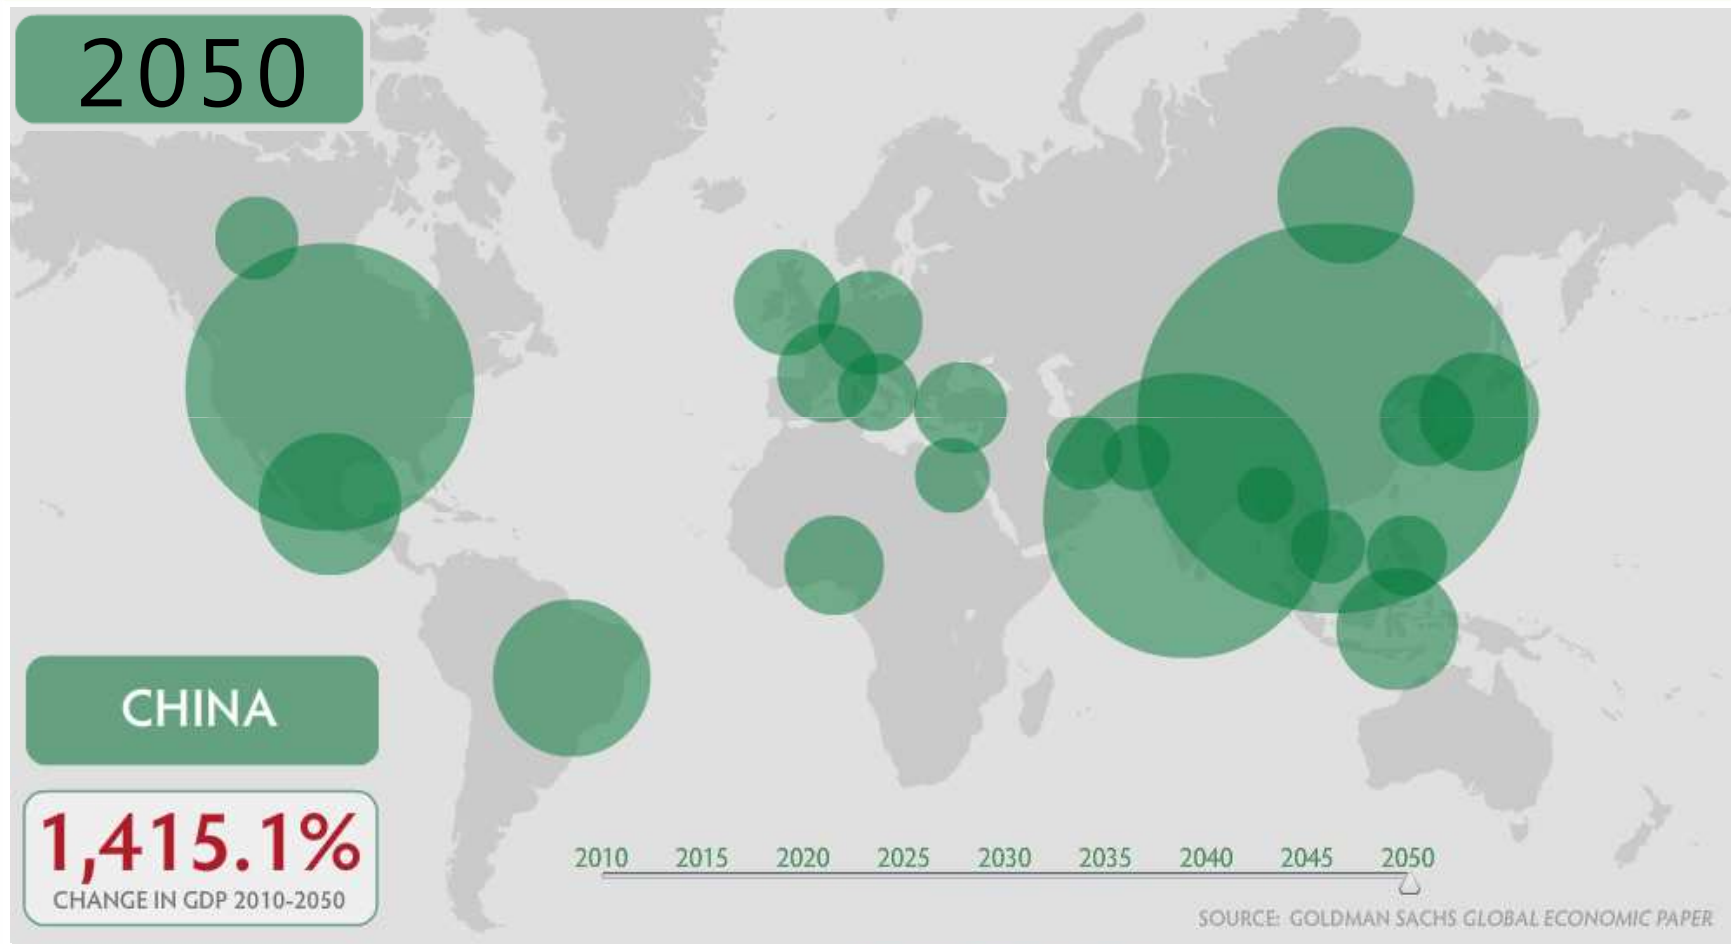 2050
CHINA
1,415.1%
CHANGE IN GDP 2010-2050
2010 2015 2020 2025 2030 2035 2040 2045 2050
SOURCE: GOLDMAN SACHS GLOBAL ECONOMIC PAPER